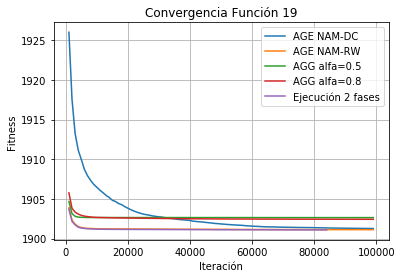 Convergencia Función 19
AGE NAM-DC
AGE NAM-RW
AGG alfa=0.5
AGG alfa=0.8
Ejecución 2 fases
Fitness
1925
1920
1915
1910
1905
1900
0
20000
40000
60000
80000
100000
Iteración